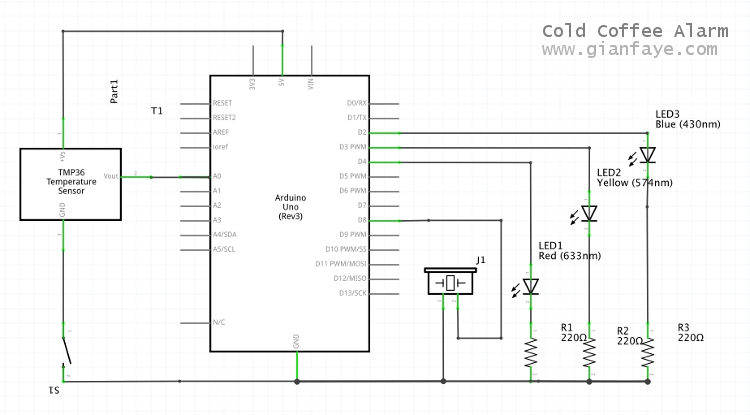 Cold Coffee Alarm
www.gianfaye.com
Part1
T1
3V3
5V
VIN
RESET
RESET2
AREF
ioref
A0
A1
A2
A3
A4/SDA
A5/SCL
N/C
D0/RX
D1/TX
D2
D3 PWM
D4
D5 PWM
D6 PWM
D7
D8
D9 PWM
D10 PWM/SS
D11 PWM/MOSI
D12/MISO
D13/SCK
GND
Arduino
Uno
(Rev3)
+Vs
TMP36
Temperature
Sensor
Vout
GND
S1
J1
LED3
Blue (430nm)
LED2
Yellow (574nm)
LED1
Red (633nm)
R1
220Ω
R2
220Ω
R3
220Ω